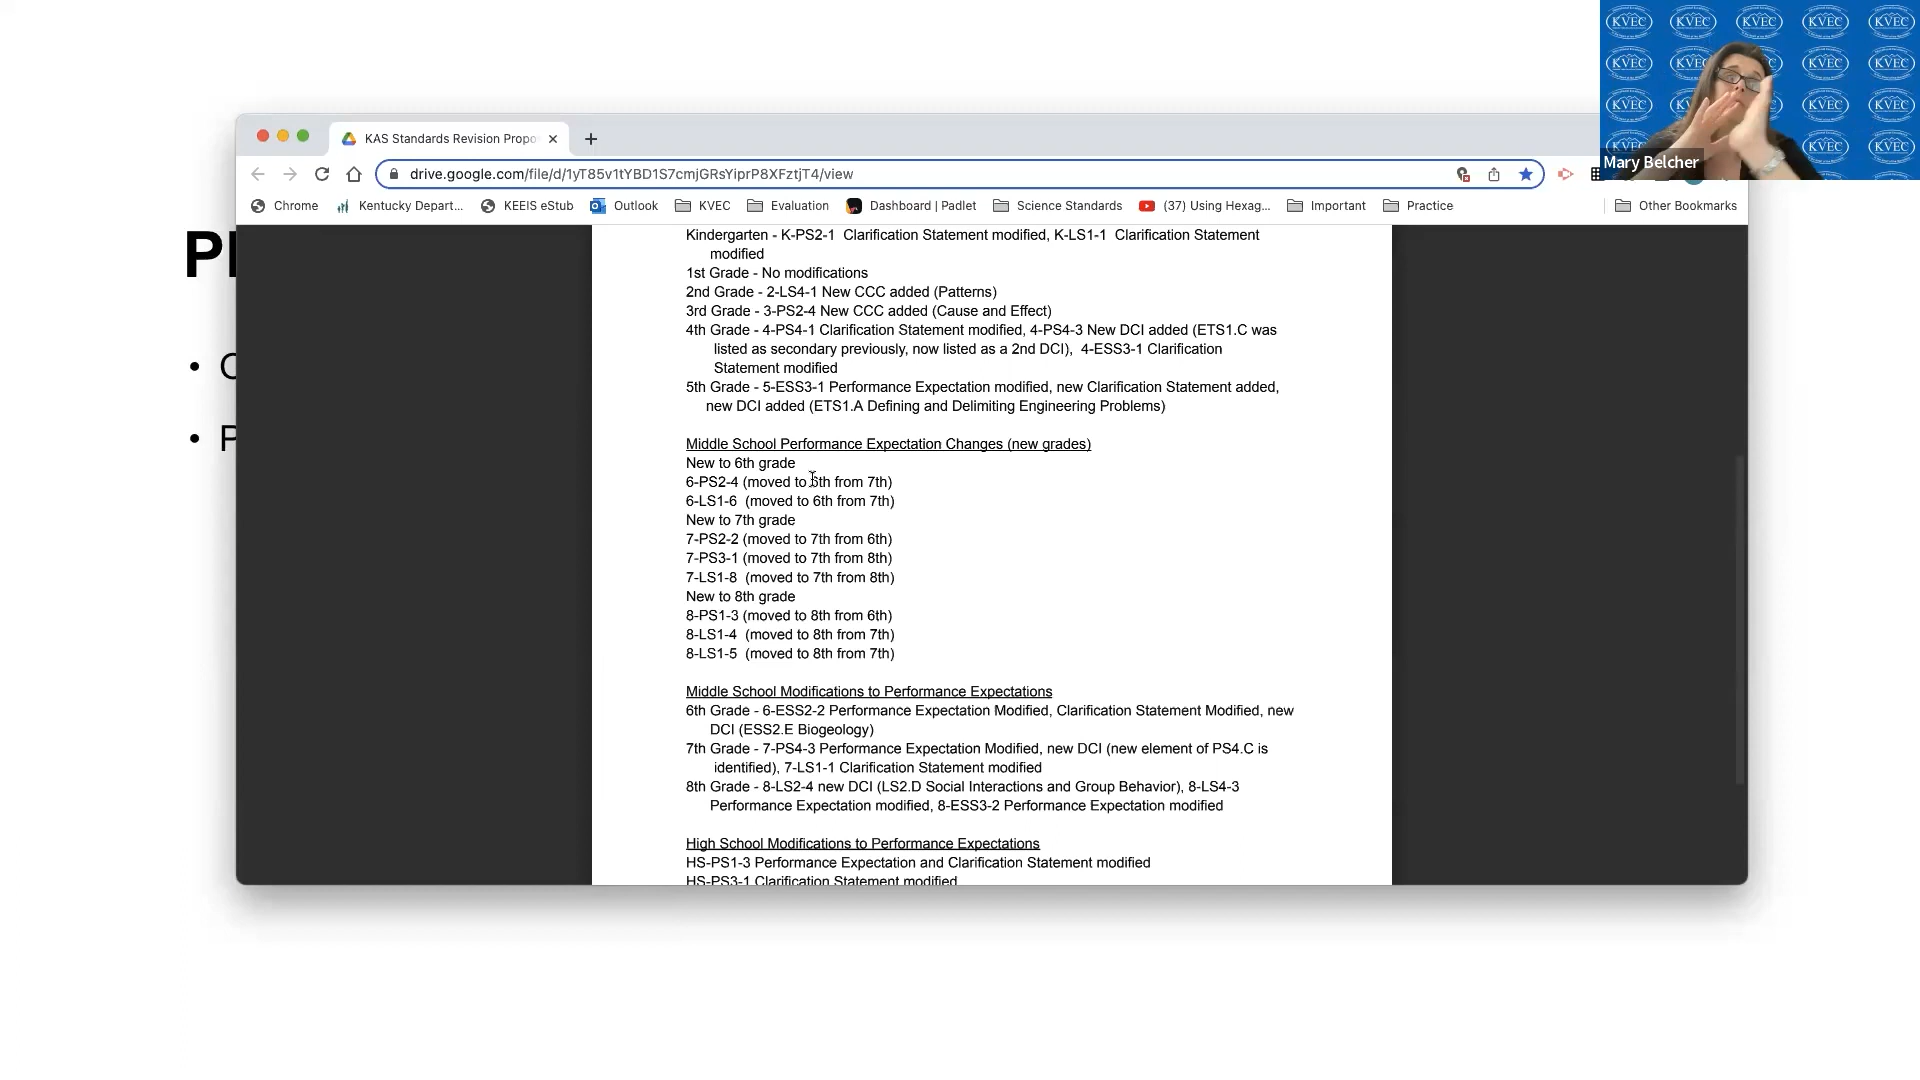 KAS Standards Revision Propo
drive.google.com/file/d/1yT85v1tYBD1S7cmjGRsYiprP8XFztjT4/view
Chrome
Kentucky Depart...
KEEIS eStub
Outlook
KVEC
Evaluation
Dashboard | Padlet
Science Standards
(37) Using Hexag...
Important
Practice
Other Bookmarks
KVEC KVEC KVEC KVEC KVEC
KVEC KVEC KVEC KVEC
KVEC KVEC KVEC
KVEC KVEC KVEC
Mary Belcher
Kindergarten - K-PS2-1 Clarification Statement modified, K-LS1-1 Clarification Statement
modified
1st Grade - No modifications
2nd Grade - 2-LS4-1 New CCC added (Patterns)
3rd Grade - 3-PS2-4 New CCC added (Cause and Effect)
4th Grade - 4-PS4-1 Clarification Statement modified, 4-PS4-3 New DCI added (ETS1.C was
listed as secondary previously, now listed as a 2nd DCI), 4-ESS3-1 Clarification
Statement modified
5th Grade - 5-ESS3-1 Performance Expectation modified, new Clarification Statement added,
new DCI added (ETS1.A Defining and Delimiting Engineering Problems)
Middle School Performance Expectation Changes (new grades)
New to 6th grade
6-PS2-4 (moved to 6th from 7th)
6-LS1-6 (moved to 6th from 7th)
New to 7th grade
7-PS2-2 (moved to 7th from 6th)
7-PS3-1 (moved to 7th from 8th)
7-LS1-8 (moved to 7th from 8th)
New to 8th grade
8-PS1-3 (moved to 8th from 6th)
8-LS1-4 (moved to 8th from 7th)
8-LS1-5 (moved to 8th from 7th)
Middle School Modifications to Performance Expectations
6th Grade - 6-ESS2-2 Performance Expectation Modified, Clarification Statement Modified, new
DCI (ESS2.E Biogeology)
7th Grade - 7-PS4-3 Performance Expectation Modified, new DCI (new element of PS4.C is
identified), 7-LS1-1 Clarification Statement modified
8th Grade - 8-LS2-4 new DCI (LS2.D Social Interactions and Group Behavior), 8-LS4-3
Performance Expectation modified, 8-ESS3-2 Performance Expectation modified
High School Modifications to Performance Expectations
HS-PS1-3 Performance Expectation and Clarification Statement modified
HS-PS3-1 Clarification Statement modified